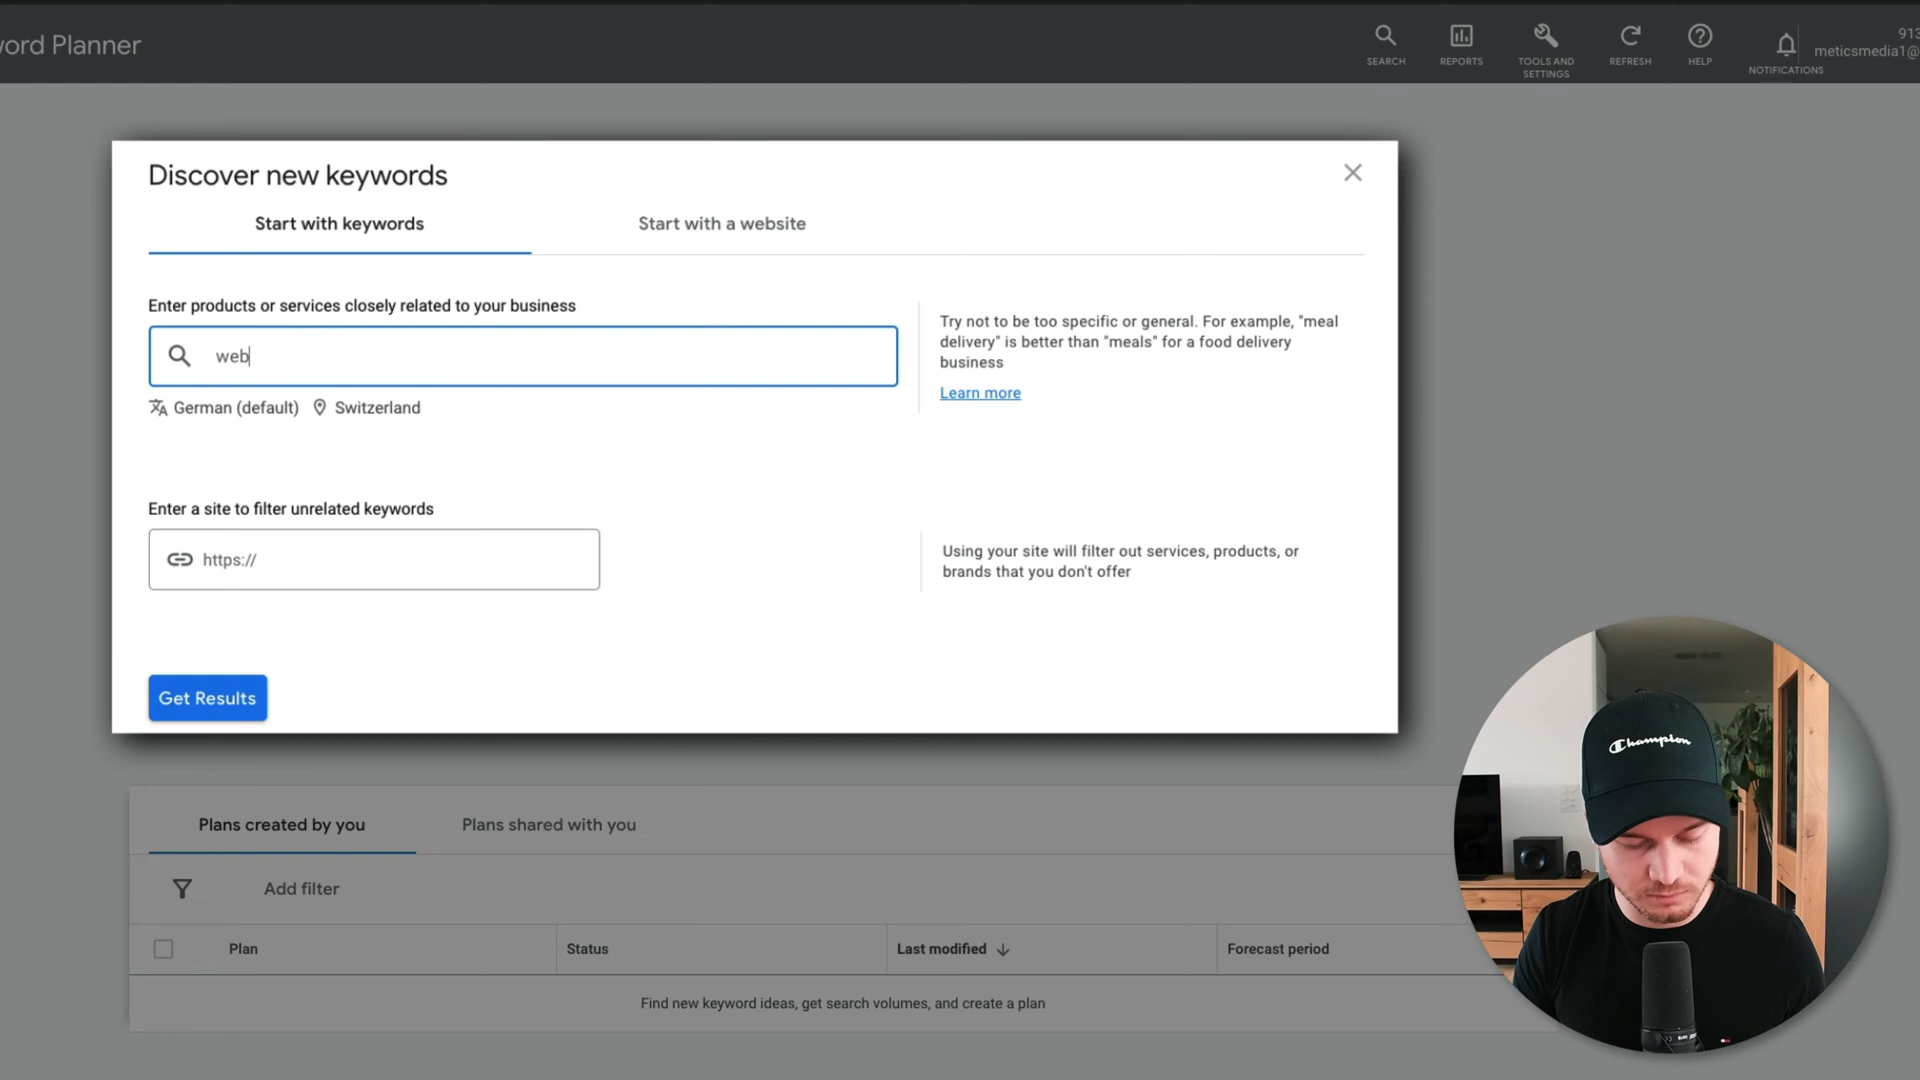 ord Planner
SEARCH
REPORTS
TOOLS AND
SETTINGS
REFRESH
HELP
NOTIFICATIONS
913
meticsmedia1@
Discover new keywords
Start with keywords
Start with a website
Enter products or services closely related to your business
web
German (default)
Switzerland
Try not to be too specific or general. For example, "meal
delivery" is better than "meals" for a food delivery
business
Learn more
Enter a site to filter unrelated keywords
https://
Using your site will filter out services, products, or
brands that you don't offer
Get Results
Plans created by you
Plans shared with you
Add filter
Plan
Status
Last modified
Forecast period
Find new keyword ideas, get search volumes, and create a plan
Champion